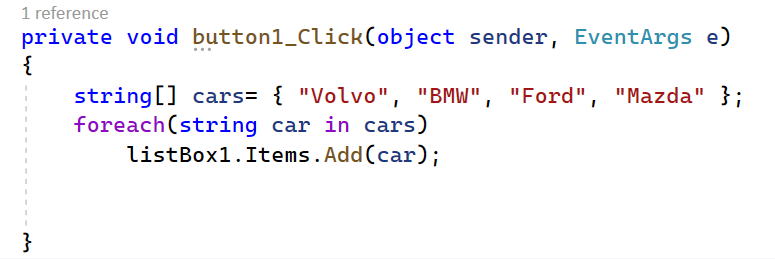 1 reference
private void button1_Click(object sender, EventArgs e)
{
string[] cars= { "Volvo", "BMW", "Ford", "Mazda" };
foreach(string car in cars)
listBox1.Items.Add(car);
}